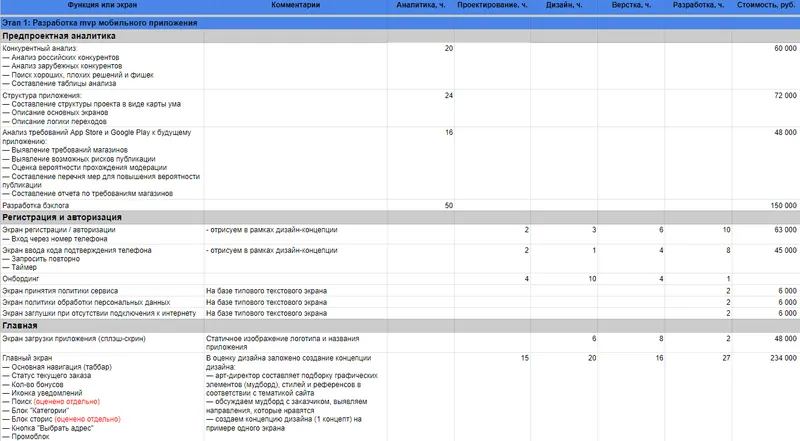 Функция или экран Комментарии Аналитика, ч. Проектирование, ч. Дизайн, ч. Верстка, ч. Разработка, ч. Стоимость, руб.
Этап 1: Разработка mvp мобильного приложения
Предпроектная аналитика
Конкурентный анализ: 20 60 000
— Анализ российских конкурентов
— Анализ зарубежных конкурентов
— Поиск хороших, плохих решений и фишек
— Составление таблицы анализа
Структура приложения: 24 72 000
— Составление структуры проекта в виде карты ума
— Описание основных экранов
— Описание логики переходов
Анализ требований App Store и Google Play к будущему 16 48 000
приложению:
— Выявление требований магазинов
— Выявление возможных рисков публикации
— Оценка вероятности прохождения модерации
— Составление перечня мер для повышения вероятности
публикации
— Составление отчета по требованиям магазинов
Разработка бэклога 50 150 000
Регистрация и авторизация
Экран регистрации / авторизации - отрисуем в рамках дизайн-концепции 2 3 6 10 63 000
— Вход через номер телефона
Экран ввода кода подтверждения телефона - отрисуем в рамках дизайн-концепции 2 1 4 8 45 000
— Запросить повторно
— Таймер
Онбординг 4 10 4 1
Экран принятия политики сервиса На базе типового текстового экрана 2 6 000
Экран политики обработки персональных данных На базе типового текстового экрана 2 6 000
Экран заглушки при отсутствии подключения к интернету На базе типового текстового экрана 2 6 000
Главная
Экран загрузки приложения (сплэш-скрин) Статичное изображение логотипа и названия 6 8 2 48 000
приложения
Главный экран В оценку дизайна заложено создание концепции 15 20 16 27 234 000
— Основная навигация (таббар) дизайна:
— Статус текущего заказа — арт-директор составляет подборку графических
— Кол-во бонусов элементов (мудборд), стилей и референсов в
— Иконка уведомлений соответствии с тематикой сайта
— Поиск (оценено отдельно) — обсуждаем мудборд с заказчиком, выявляем
— Блок "Категории" направления, которые нравятся
— Блок сторис (оценено отдельно) — создаем концепцию дизайна (1 концепт) на
— Кнопка "Выбрать адрес" примере одного экрана
— Промоблок